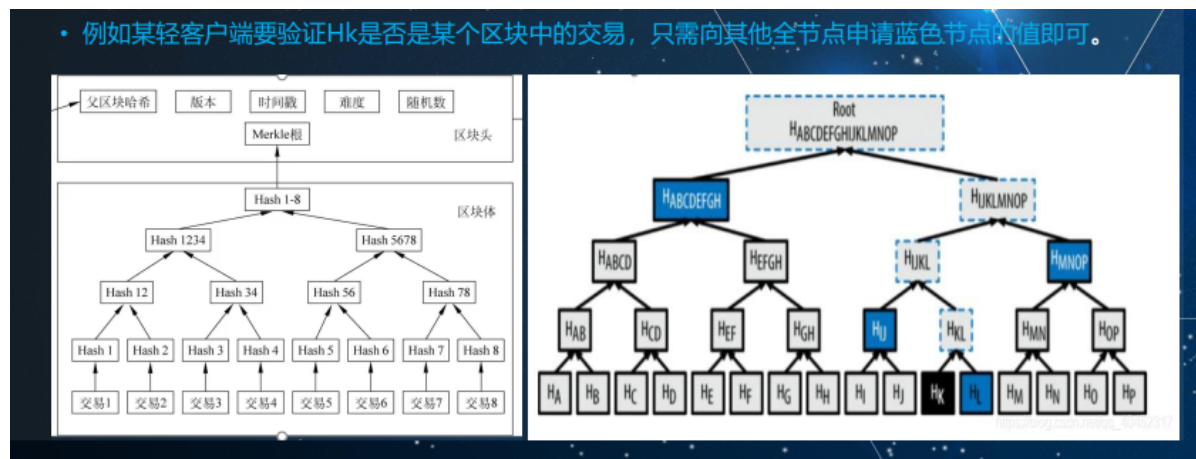 • 例如某轻客户端要验证Hk是否是某个区块中的交易，只需向其他全节点申请蓝色节点的值即可。
父区块哈希 版本 时间戳 难度 随机数
Merkle根 区块头
Hash 1-8 区块体
Hash 1234 Hash 5678
Hash 12 Hash 34 Hash 56 Hash 78
Hash 1 Hash 2 Hash 3 Hash 4 Hash 5 Hash 6 Hash 7 Hash 8
交易1 交易2 交易3 交易4 交易5 交易6 交易7 交易8
Root
HABCDEFGHIJKLMNOP
HABCDEFGH HIJKLMNOP
HABCD HEFGH HIJKL HMNOP
HAB HCD HEF HGH HIJ HKL HMN HOP
HA HB HC HD HE HF HG HH HI HJ HK HL HM HN HO HP